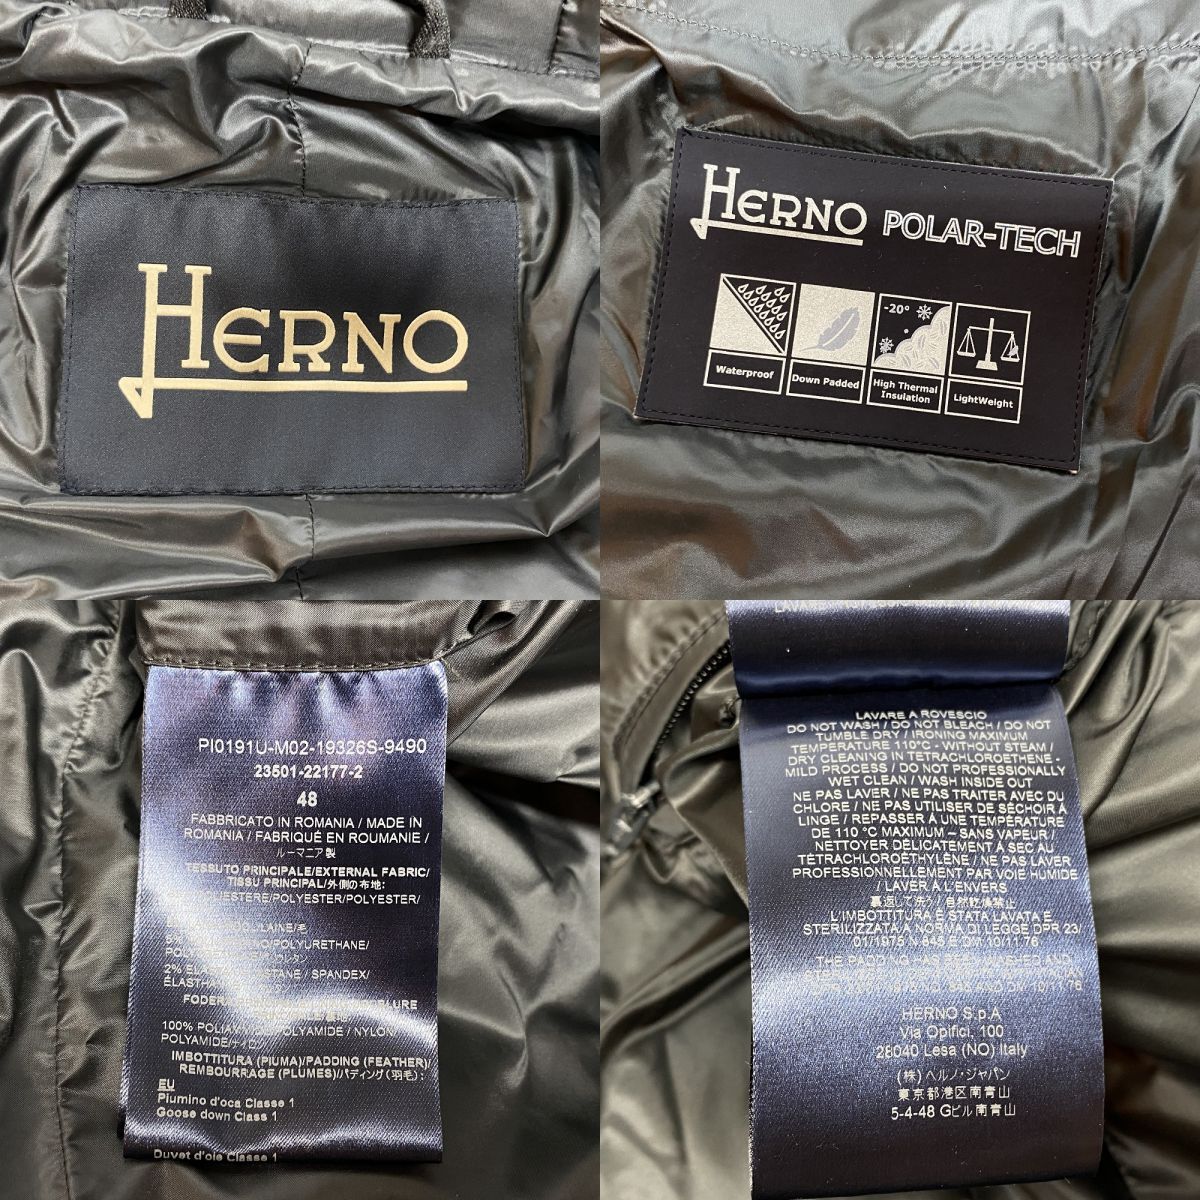 HERNO
HERNO POLAR-TECH
-20°
Waterproof
Down Padded
High Thermal
Insulation
LightWeight
PI0191U-M02-19326S-9490
23501-22177-2
48
FABBRICATO IN ROMANIA / MADE IN
ROMANIA / FABRIQUÉ EN ROUMANIE /
ルーマニア製
TESSUTO PRINCIPALE/EXTERNAL FABRIC/
TISSU PRINCIPAL/外側の布地:
POLYESTER/POLYESTER/
/毛
5% /POLYURETHANE/
2% / SPANDEX/
100% POLIAMMIDE/POLYAMIDE / NYLON/
POLYAMIDE/ナイロン
IMBOTTITURA (PIUMA)/PADDING (FEATHER)/
REMBOURRAGE (PLUMES)/パディング (羽毛) :
EU
Piumino d'oca Classe 1
Goose down Class 1
Duvet d'oie Classe 1
LAVARE A ROVESCIO
DO NOT WASH / DO NOT BLEACH / DO NOT
TUMBLE DRY / IRONING MAXIMUM
TEMPERATURE 110°C - WITHOUT STEAM /
DRY CLEANING IN TETRACHLOROETHENE -
MILD PROCESS / DO NOT PROFESSIONALLY
WET CLEAN / WASH INSIDE OUT
NE PAS LAVER / NE PAS TRAITER AVEC DU
CHLORE / NE PAS UTILISER DE SÉCHOIR À
LINGE / REPASSER À UNE TEMPÉRATURE
DE 110 °C MAXIMUM – SANS VAPEUR/
NETTOYER DÉLICATEMENT À SEC AU
TÉTRACHLOROÉTHYLÈNE / NE PAS LAVER
PROFESSIONNELLEMENT PAR VOIE HUMIDE
/ LAVER À L'ENVERS
裏返して洗う/自然乾燥禁止
L'IMBOTTITURA È STATA LAVATA E
STERILIZZATA A NORMA DI LEGGE DPR 23/
01/1975 N 845 E DM 10/11 76
THE PADDING HAS BEEN WASHED AND
HERNO S.p.A
Via Opifici, 100
28040 Lesa (NO) Italy
(株) ヘルノ・ジャパン
東京都港区南青山
5-4-48 Gビル南青山